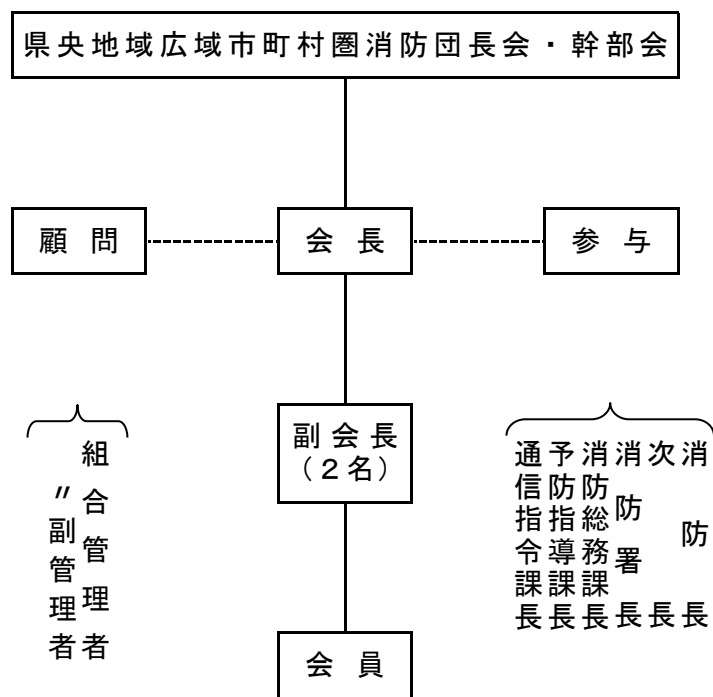 県央地域広域市町村圏消防団長会・幹部会
顧問
会長
参与
副会長
（２名）
組合管理者
〃副管理者
消防長
次長
消防署長
消防総務課長
予防指導課長
通信指令課長
会員